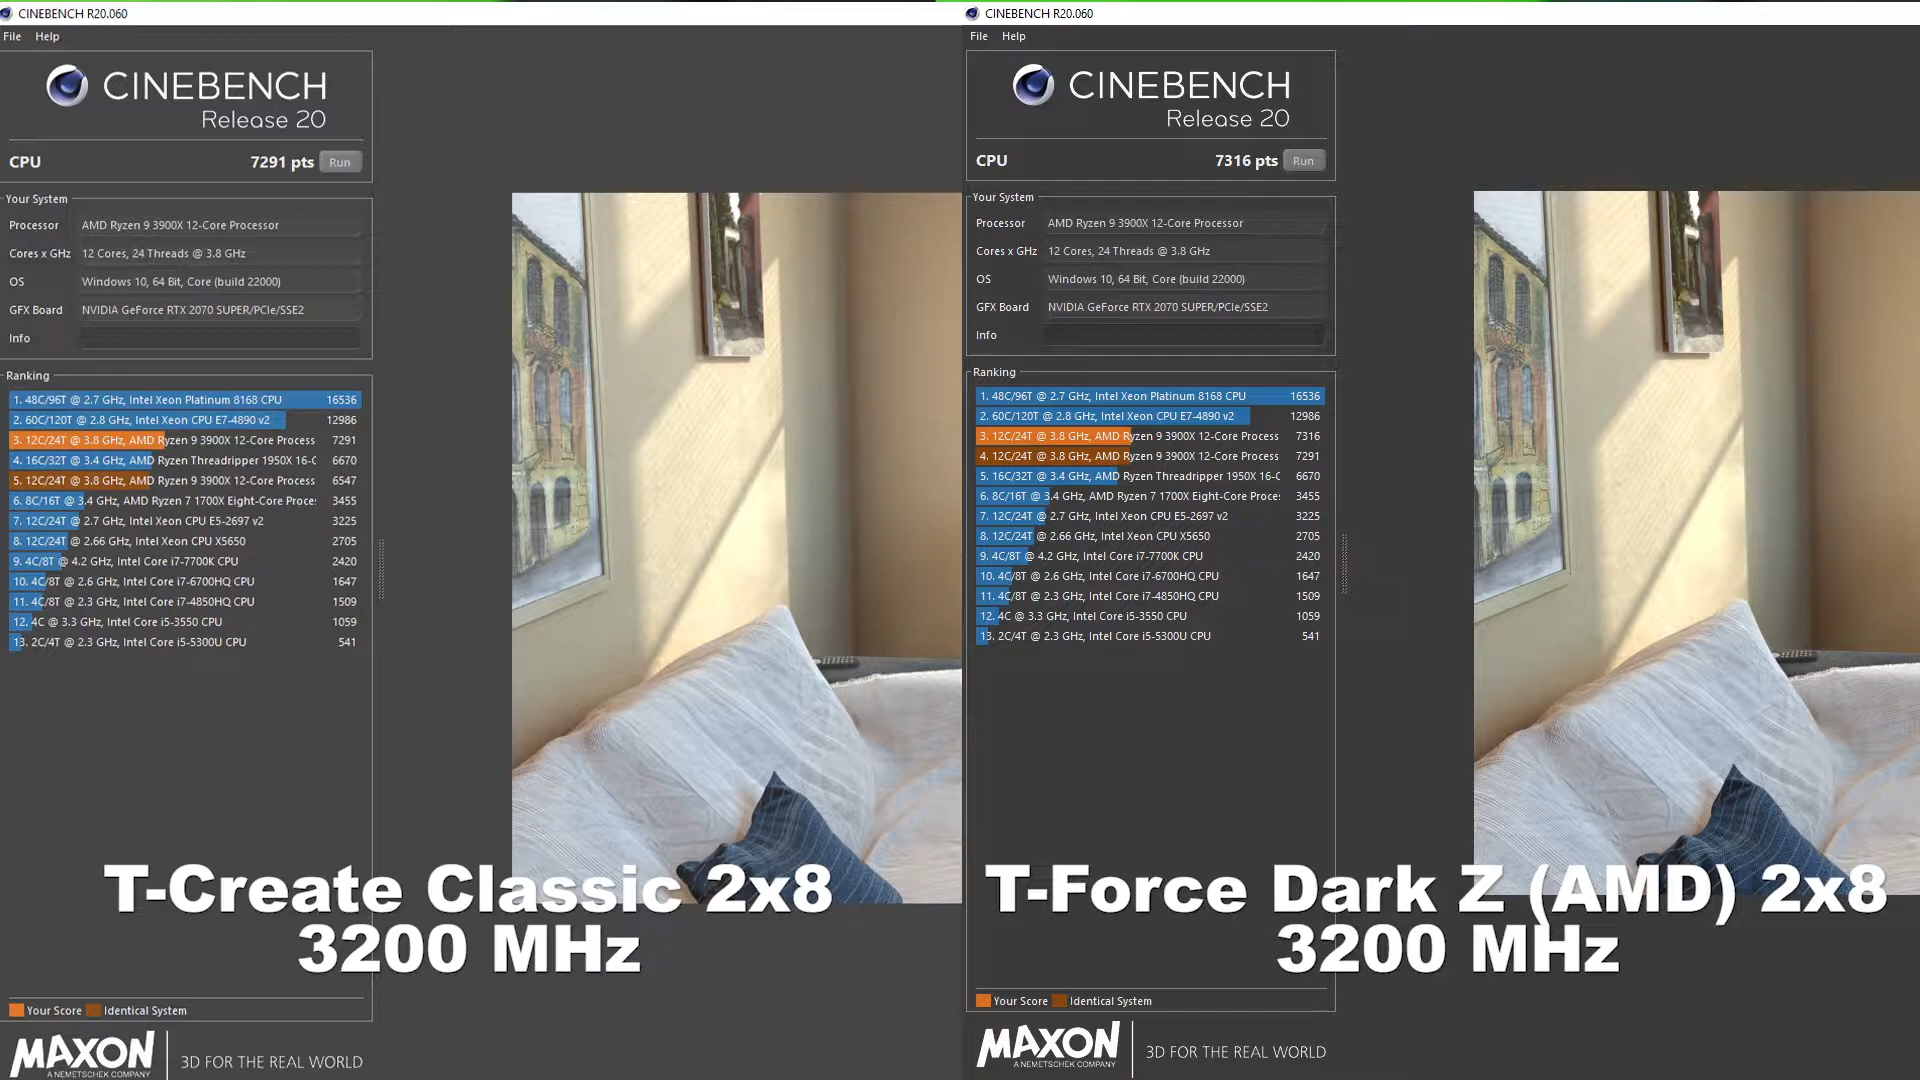 CINEBENCH R20.060
File Help
CINEBENCH
Release 20
CPU 7291 pts Run
Your System
Processor AMD Ryzen 9 3900X 12-Core Processor
Cores x GHz 12 Cores, 24 Threads @ 3.8 GHz
OS Windows 10, 64 Bit, Core (build 22000)
GFX Board NVIDIA GeForce RTX 2070 SUPER/PCIe/SSE2
Info
Ranking
1. 48C/96T @ 2.7 GHz, Intel Xeon Platinum 8168 CPU 16536
2. 60C/120T @ 2.8 GHz, Intel Xeon CPU E7-4890 v2 12986
3. 12C/24T @ 3.8 GHz, AMD Ryzen 9 3900X 12-Core Process 7291
4. 16C/32T @ 3.4 GHz, AMD Ryzen Threadripper 1950X 16-C 6670
5. 12C/24T @ 3.8 GHz, AMD Ryzen 9 3900X 12-Core Process 6547
6. 8C/16T @ 3.4 GHz, AMD Ryzen 7 1700X Eight-Core Proce: 3455
7. 12C/24T @ 2.7 GHz, Intel Xeon CPU E5-2697 v2 3225
8. 12C/24T @ 2.66 GHz, Intel Xeon CPU X5650 2705
9. 4C/8T @ 4.2 GHz, Intel Core i7-7700K CPU 2420
10. 4C/8T @ 2.6 GHz, Intel Core i7-6700HQ CPU 1647
11. 4C/8T @ 2.3 GHz, Intel Core i7-4850HQ CPU 1509
12. 4C @ 3.3 GHz, Intel Core i5-3550 CPU 1059
13. 2C/4T @ 2.3 GHz, Intel Core i5-5300U CPU 541
T-Create Classic 2x8
3200 MHz
Your Score Identical System
MAXON 3D FOR THE REAL WORLD
A NEMETSCHEK COMPANY
CINEBENCH R20.060
File Help
CINEBENCH
Release 20
CPU 7316 pts Run
Your System
Processor AMD Ryzen 9 3900X 12-Core Processor
Cores x GHz 12 Cores, 24 Threads @ 3.8 GHz
OS Windows 10, 64 Bit, Core (build 22000)
GFX Board NVIDIA GeForce RTX 2070 SUPER/PCIe/SSE2
Info
Ranking
1. 48C/96T @ 2.7 GHz, Intel Xeon Platinum 8168 CPU 16536
2. 60C/120T @ 2.8 GHz, Intel Xeon CPU E7-4890 v2 12986
3. 12C/24T @ 3.8 GHz, AMD Ryzen 9 3900X 12-Core Process 7316
4. 12C/24T @ 3.8 GHz, AMD Ryzen 9 3900X 12-Core Process 7291
5. 16C/32T @ 3.4 GHz, AMD Ryzen Threadripper 1950X 16-C 6670
6. 8C/16T @ 3.4 GHz, AMD Ryzen 7 1700X Eight-Core Proce: 3455
7. 12C/24T @ 2.7 GHz, Intel Xeon CPU E5-2697 v2 3225
8. 12C/24T @ 2.66 GHz, Intel Xeon CPU X5650 2705
9. 4C/8T @ 4.2 GHz, Intel Core i7-7700K CPU 2420
10. 4C/8T @ 2.6 GHz, Intel Core i7-6700HQ CPU 1647
11. 4C/8T @ 2.3 GHz, Intel Core i7-4850HQ CPU 1509
12. 4C @ 3.3 GHz, Intel Core i5-3550 CPU 1059
13. 2C/4T @ 2.3 GHz, Intel Core i5-5300U CPU 541
T-Force Dark Z (AMD) 2x8
3200 MHz
Your Score Identical System
MAXON 3D FOR THE REAL WORLD
A NEMETSCHEK COMPANY